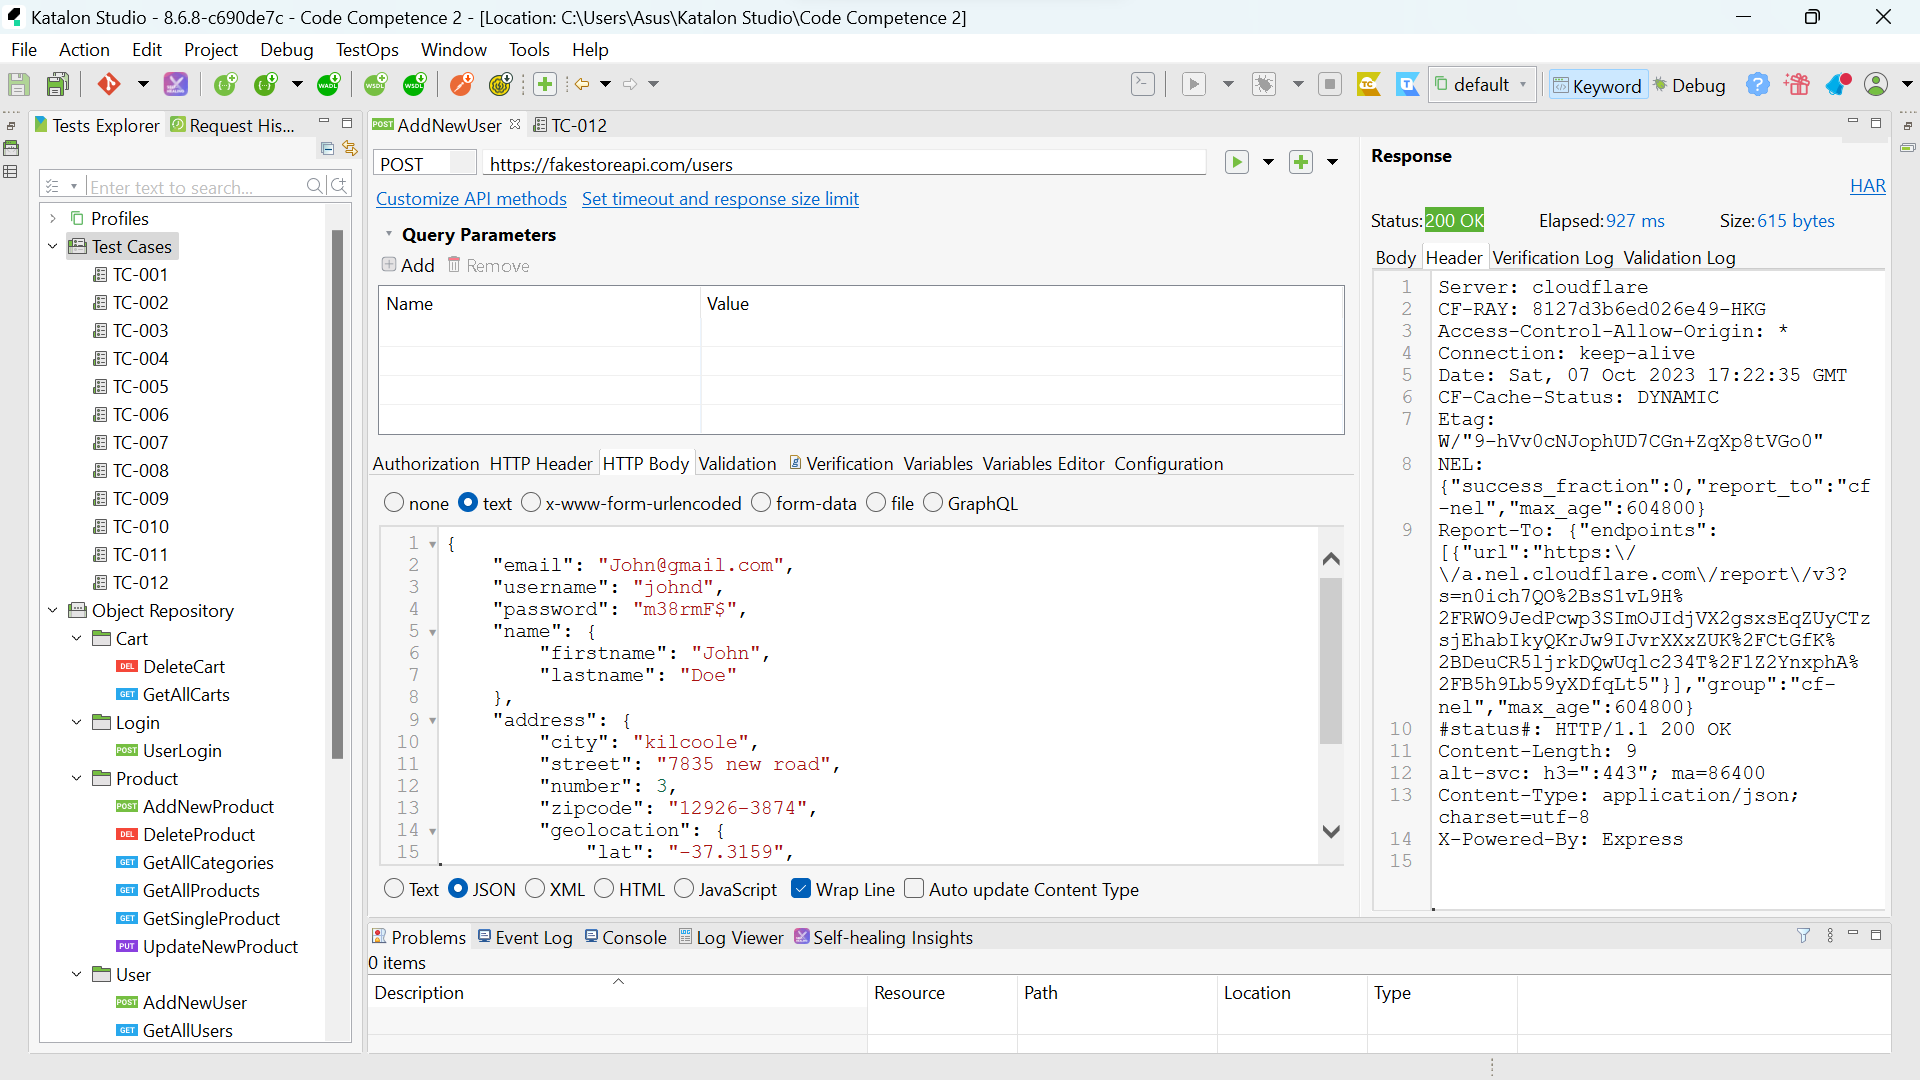 Katalon Studio - 8.6.8-c690de7c - Code Competence 2 - [Location: C:\Users\Asus\Katalon Studio\Code Competence 2]
File Action Edit Project Debug TestOps Window Tools Help
default Keyword Debug
Tests Explorer Request His...
Enter text to search...
Profiles
Test Cases
TC-001
TC-002
TC-003
TC-004
TC-005
TC-006
TC-007
TC-008
TC-009
TC-010
TC-011
TC-012
Object Repository
Cart
DEL DeleteCart
GET GetAllCarts
Login
POST UserLogin
Product
POST AddNewProduct
DEL DeleteProduct
GET GetAllCategories
GET GetAllProducts
GET GetSingleProduct
PUT UpdateNewProduct
User
POST AddNewUser
GET GetAllUsers
POST AddNewUser TC-012
POST https://fakestoreapi.com/users
Customize API methods Set timeout and response size limit
Query Parameters
Add Remove
Name Value
Authorization HTTP Header HTTP Body Validation Verification Variables Variables Editor Configuration
none text x-www-form-urlencoded form-data file GraphQL
1 {
2 "email": "John@gmail.com",
3 "username": "johnd",
4 "password": "m38rmF$",
5 "name": {
6 "firstname": "John",
7 "lastname": "Doe"
8 },
9 "address": {
10 "city": "kilcoole",
11 "street": "7835 new road",
12 "number": 3,
13 "zipcode": "12926-3874",
14 "geolocation": {
15 "lat": "-37.3159",
Text JSON XML HTML JavaScript Wrap Line Auto update Content Type
Response
HAR
Status: 200 OK Elapsed: 927 ms Size: 615 bytes
Body Header Verification Log Validation Log
1 Server: cloudflare
2 CF-RAY: 8127d3b6ed026e49-HKG
3 Access-Control-Allow-Origin: *
4 Connection: keep-alive
5 Date: Sat, 07 Oct 2023 17:22:35 GMT
6 CF-Cache-Status: DYNAMIC
7 Etag:
W/"9-hVv0cNJophUD7CGn+ZqXp8tVGo0"
8 NEL:
{"success_fraction":0,"report_to":"cf
-nel","max_age":604800}
9 Report-To: {"endpoints":
[{"url":"https:\/
\/a.nel.cloudflare.com\/report\/v3?
s=n0ich7QO%2BsS1vL9H%
2FRWO9JedPcwp3SImOJIdjVX2gsxsEqZUyCTz
sjEhabIkyQKrJw9IJvrXXxZUK%2FCtGfK%
2BDeuCR5ljrkDQwUqlc234T%2F1Z2YnxphA%
2FB5h9Lb59yXDfqLt5"}],"group":"cf-
nel","max_age":604800}
10 #status#: HTTP/1.1 200 OK
11 Content-Length: 9
12 alt-svc: h3=":443"; ma=86400
13 Content-Type: application/json;
charset=utf-8
14 X-Powered-By: Express
15
Problems Event Log Console Log Viewer Self-healing Insights
0 items
Description Resource Path Location Type